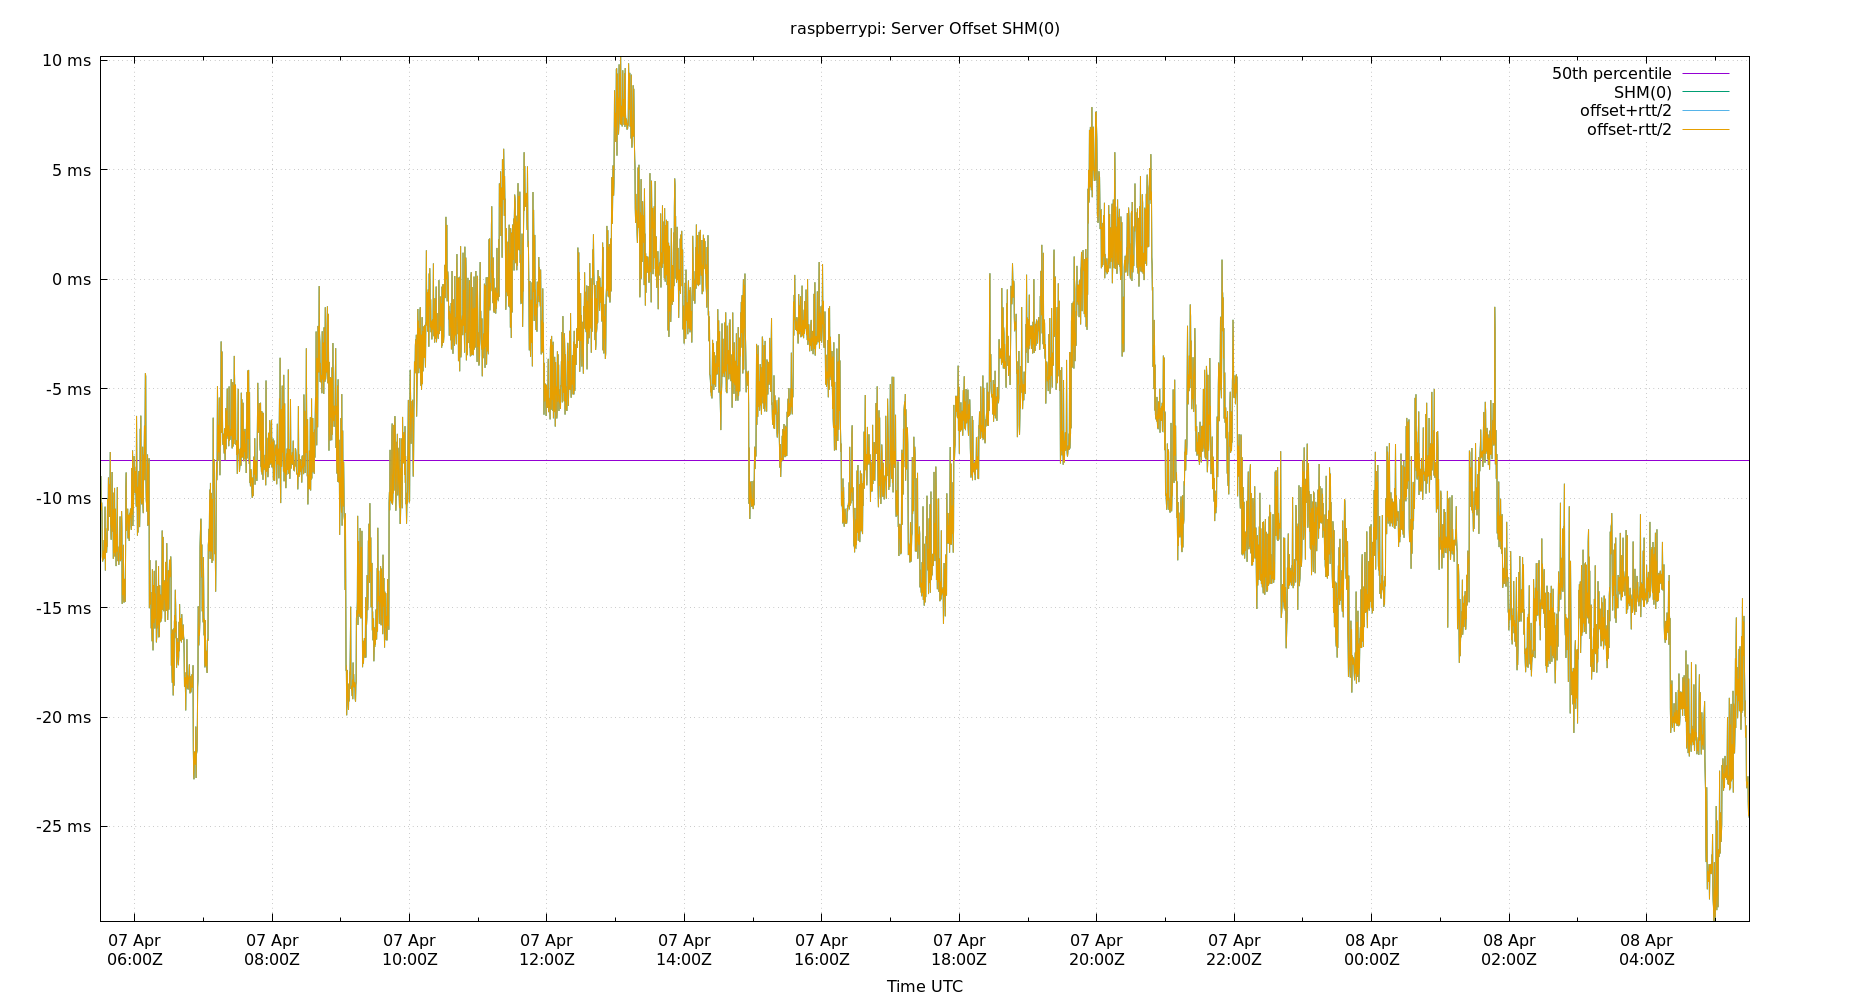 raspberrypi: Server Offset SHM(0)
10 ms
5 ms
0 ms
-5 ms
-10 ms
-15 ms
-20 ms
-25 ms
50th percentile
SHM(0)
offset+rtt/2
offset-rtt/2
07 Apr 07 Apr 07 Apr 07 Apr 07 Apr 07 Apr 07 Apr 07 Apr 07 Apr 08 Apr 08 Apr 08 Apr
06:00Z 08:00Z 10:00Z 12:00Z 14:00Z 16:00Z 18:00Z 20:00Z 22:00Z 00:00Z 02:00Z 04:00Z
Time UTC